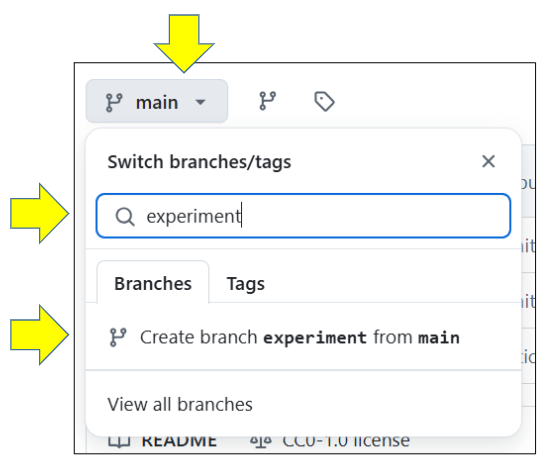 main
Switch branches/tags
experiment
Branches Tags
Create branch experiment from main
View all branches
README CC0-1.0 license